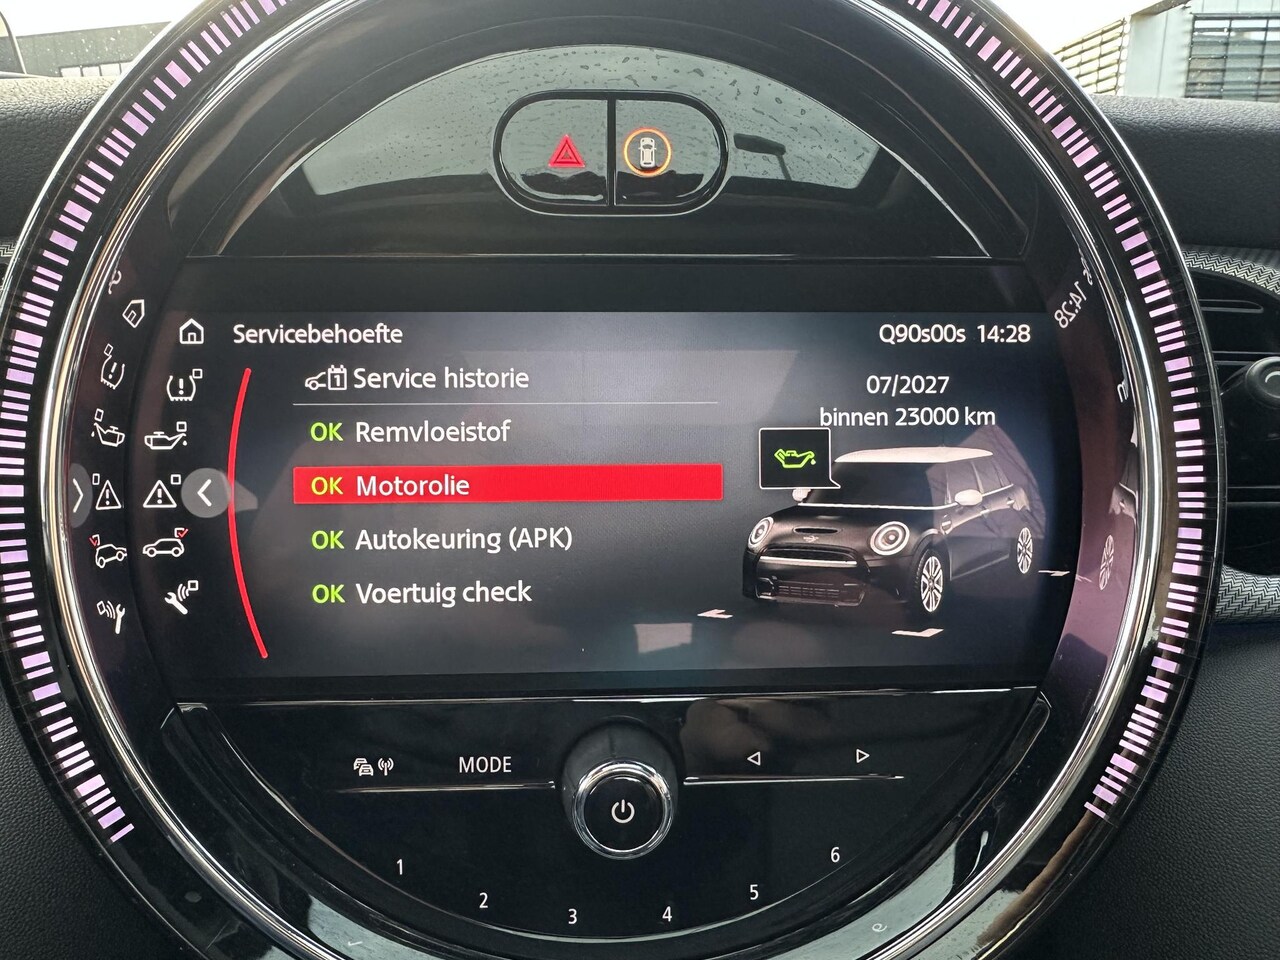 Servicebehoefte
Q90s00s 14:28
Service historie
OK Remvloeistof
OK Motorolie
OK Autokeuring (APK)
OK Voertuig check
07/2027
binnen 23000 km
MODE
1
2
3
4
5
6